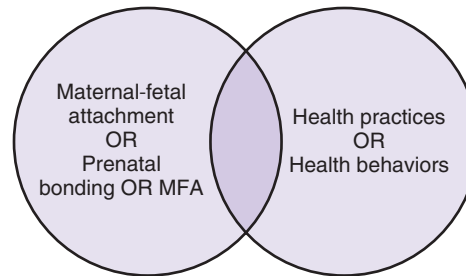 Maternal-fetal
attachment
OR
Prenatal
bonding OR MFA
Health practices
OR
Health behaviors